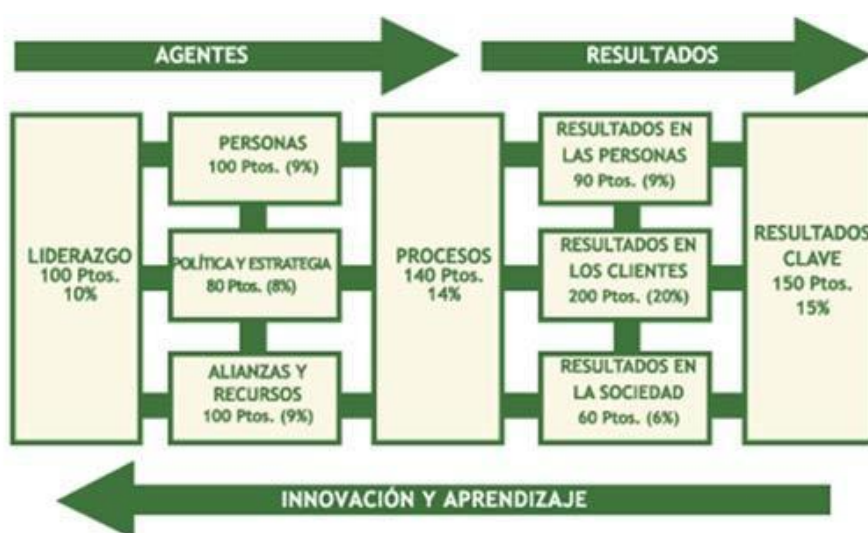 AGENTES
RESULTADOS
LIDERAZGO
100 Ptos.
10%
PERSONAS
100 Ptos. (9%)
POLÍTICA Y ESTRATEGIA
80 Ptos. (8%)
ALIANZAS Y
RECURSOS
100 Ptos. (9%)
PROCESOS
140 Ptos.
14%
RESULTADOS EN
LAS PERSONAS
90 Ptos. (9%)
RESULTADOS EN
LOS CLIENTES
200 Ptos. (20%)
RESULTADOS EN
LA SOCIEDAD
60 Ptos. (6%)
RESULTADOS
CLAVE
150 Ptos.
15%
INNOVACIÓN Y APRENDIZAJE